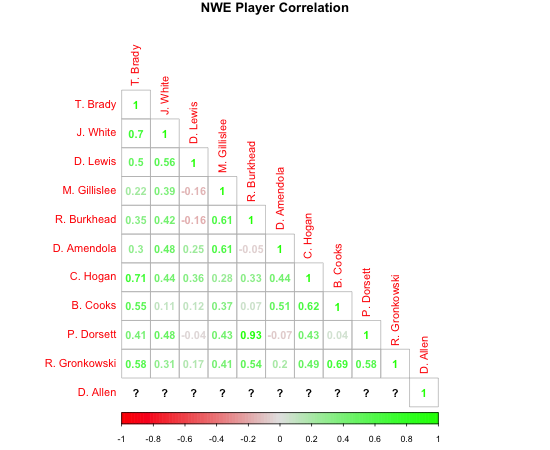 NWE Player Correlation
T. Brady
J. White
D. Lewis
M. Gillislee
R. Burkhead
D. Amendola
C. Hogan
B. Cooks
P. Dorsett
R. Gronkowski
D. Allen
T. Brady 1
J. White 0.7 1
D. Lewis 0.5 0.56 1
M. Gillislee 0.22 0.39 -0.16 1
R. Burkhead 0.35 0.42 -0.16 0.61 1
D. Amendola 0.3 0.48 0.25 0.61 -0.05 1
C. Hogan 0.71 0.44 0.36 0.28 0.33 0.44 1
B. Cooks 0.55 0.11 0.12 0.37 0.07 0.51 0.62 1
P. Dorsett 0.41 0.48 -0.04 0.43 0.93 -0.07 0.43 0.04 1
R. Gronkowski 0.58 0.31 0.17 0.41 0.54 0.2 0.49 0.69 0.58 1
D. Allen ? ? ? ? ? ? ? ? ? ? 1
-1 -0.8 -0.6 -0.4 -0.2 0 0.2 0.4 0.6 0.8 1